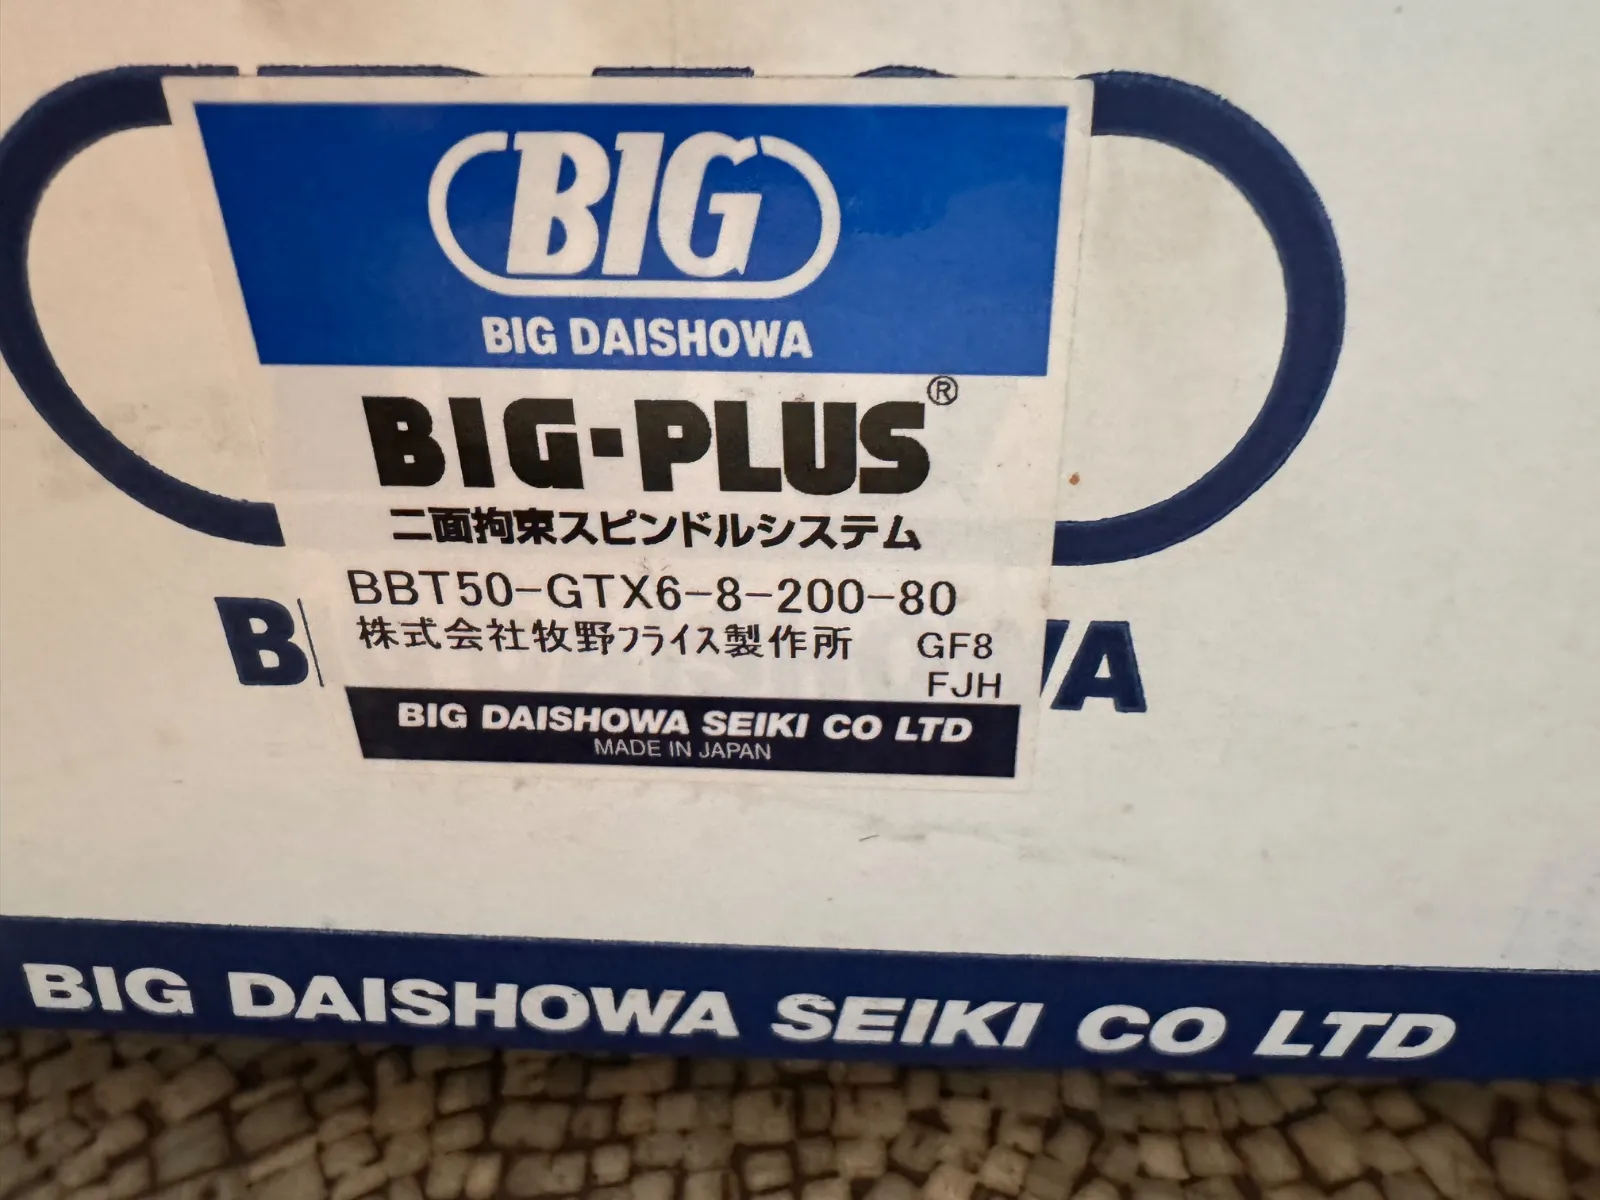 BIG
BIG DAISHOWA
BIG-PLUS®
二面拘束スピンドルシステム
BBT50-GTX6-8-200-80
株式会社牧野フライス製作所 GF8
FJH
BIG DAISHOWA SEIKI CO LTD
MADE IN JAPAN
BIG DAISHOWA SEIKI CO LTD